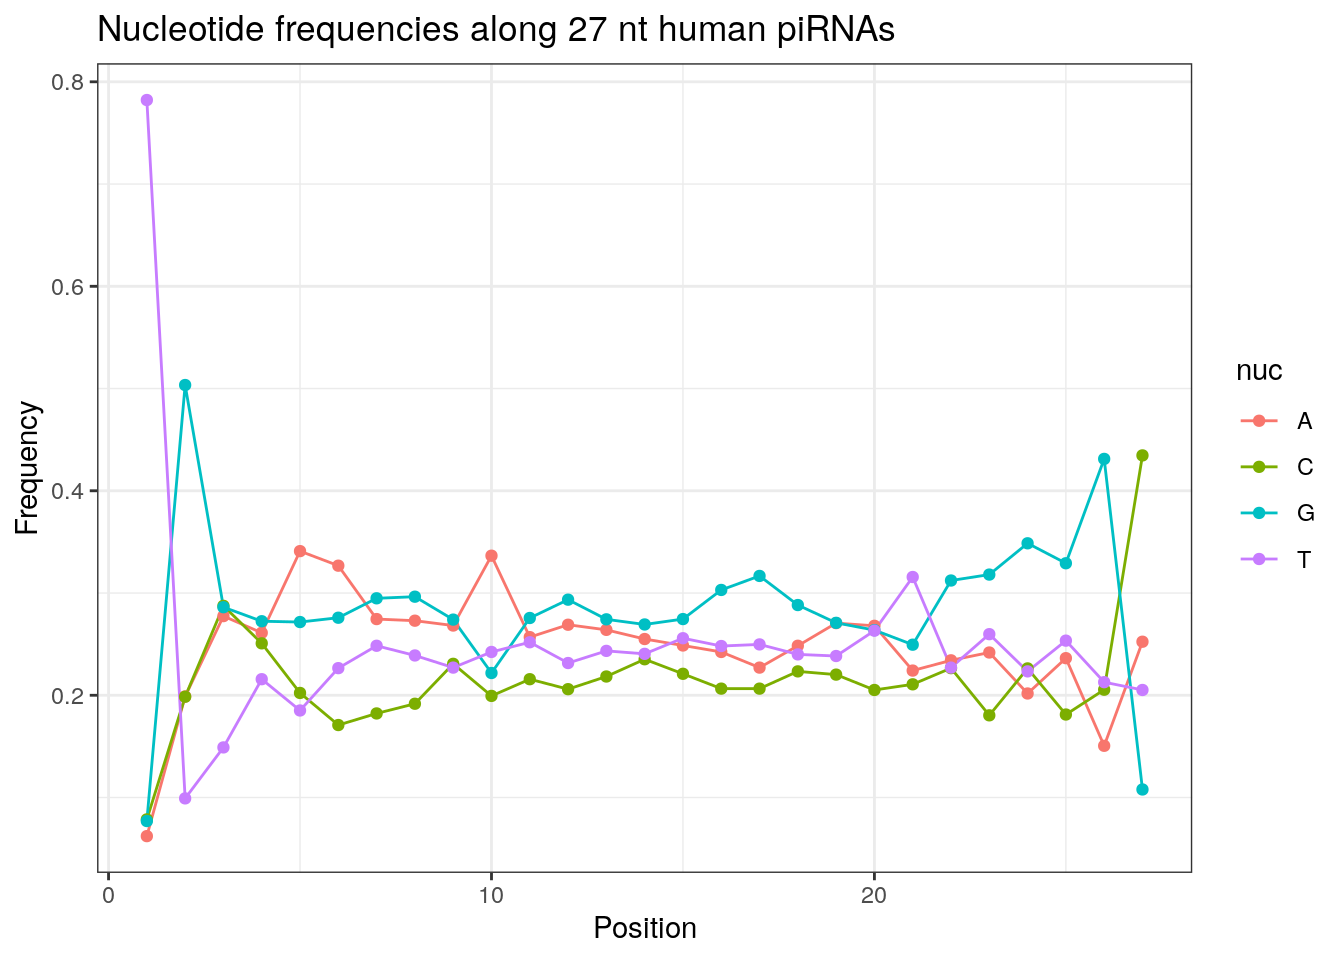 Nucleotide frequencies along 27 nt human piRNAs
0.8
0.6
0.4
0.2
Frequency
0
10
20
Position
nuc
A
C
G
T